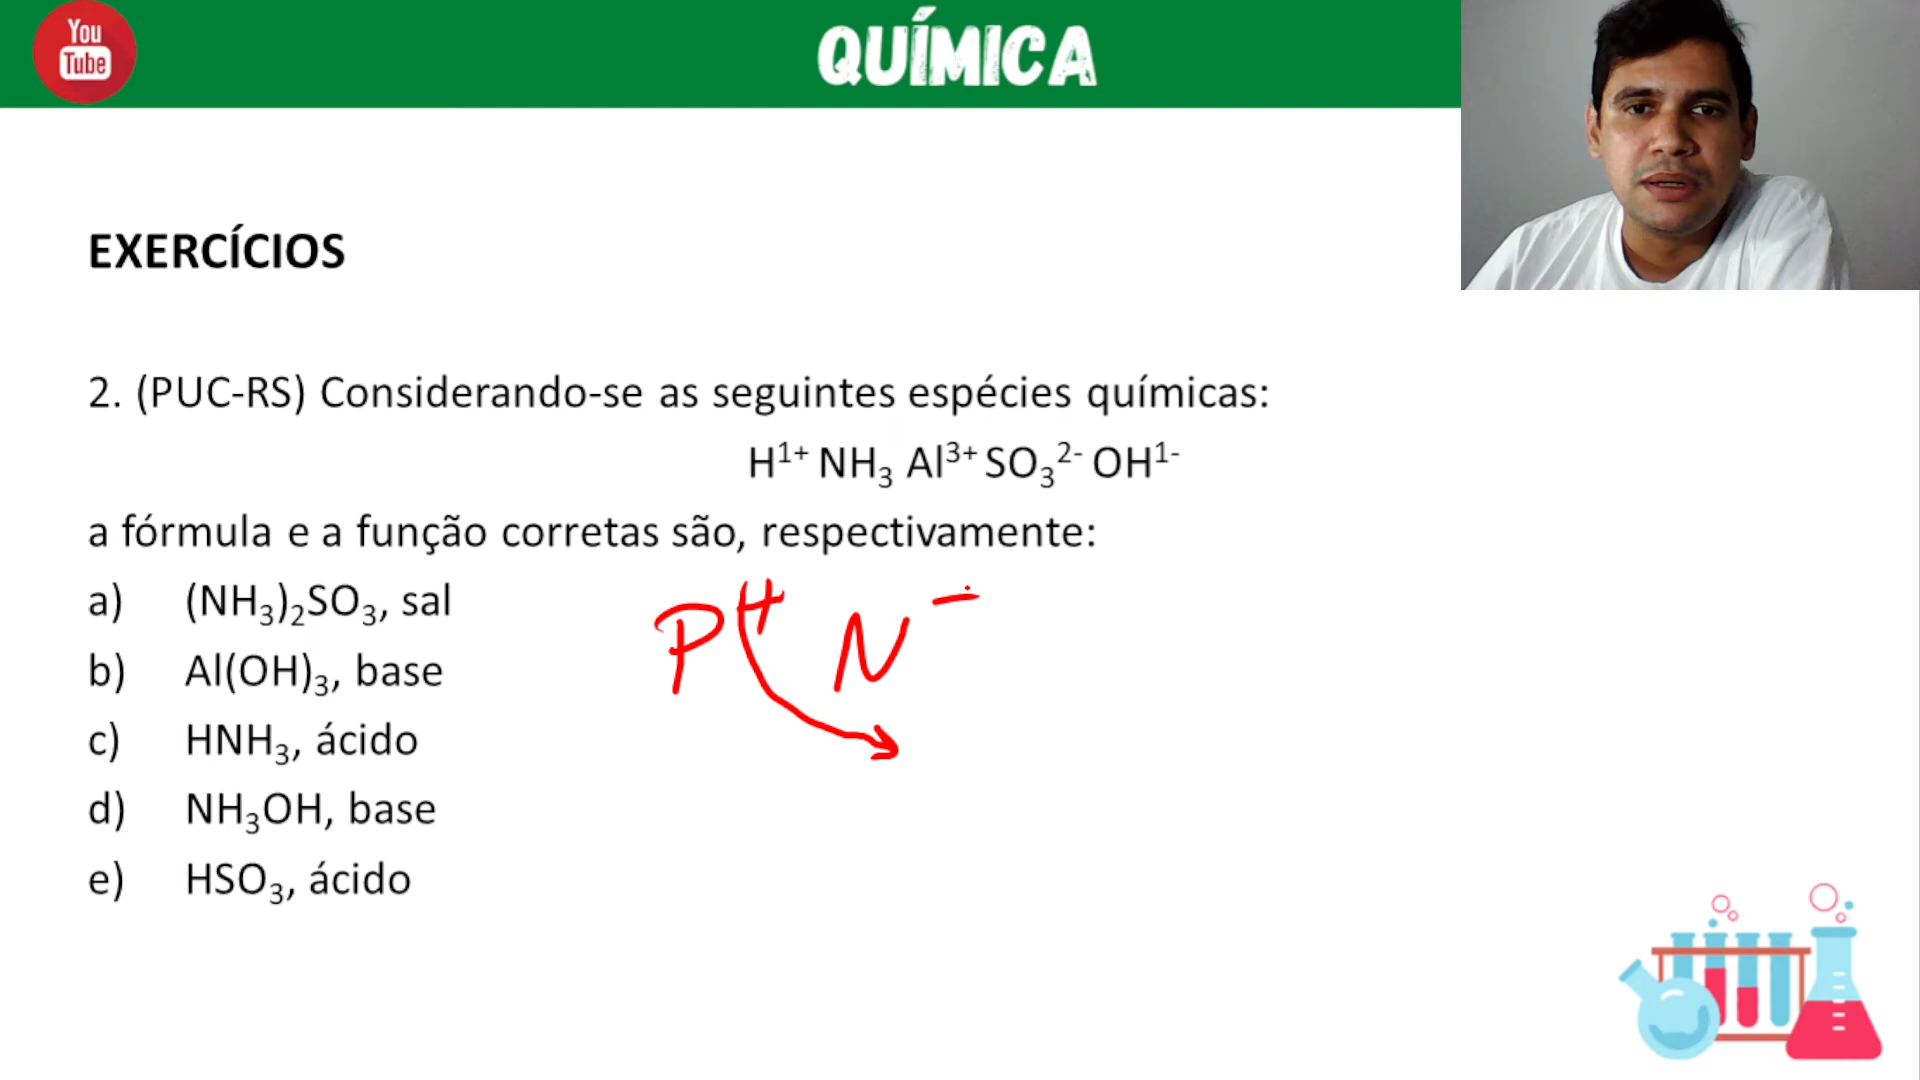 You
Tube
QUÍMICA
EXERCÍCIOS
2. (PUC-RS) Considerando-se as seguintes espécies químicas:
H¹⁺ NH₃ Al³⁺ SO₃²⁻ OH¹⁻
a fórmula e a função corretas são, respectivamente:
a) (NH₃)₂SO₃, sal
b) Al(OH)₃, base
c) HNH₃, ácido
d) NH₃OH, base
e) HSO₃, ácido
P⁺ N⁻